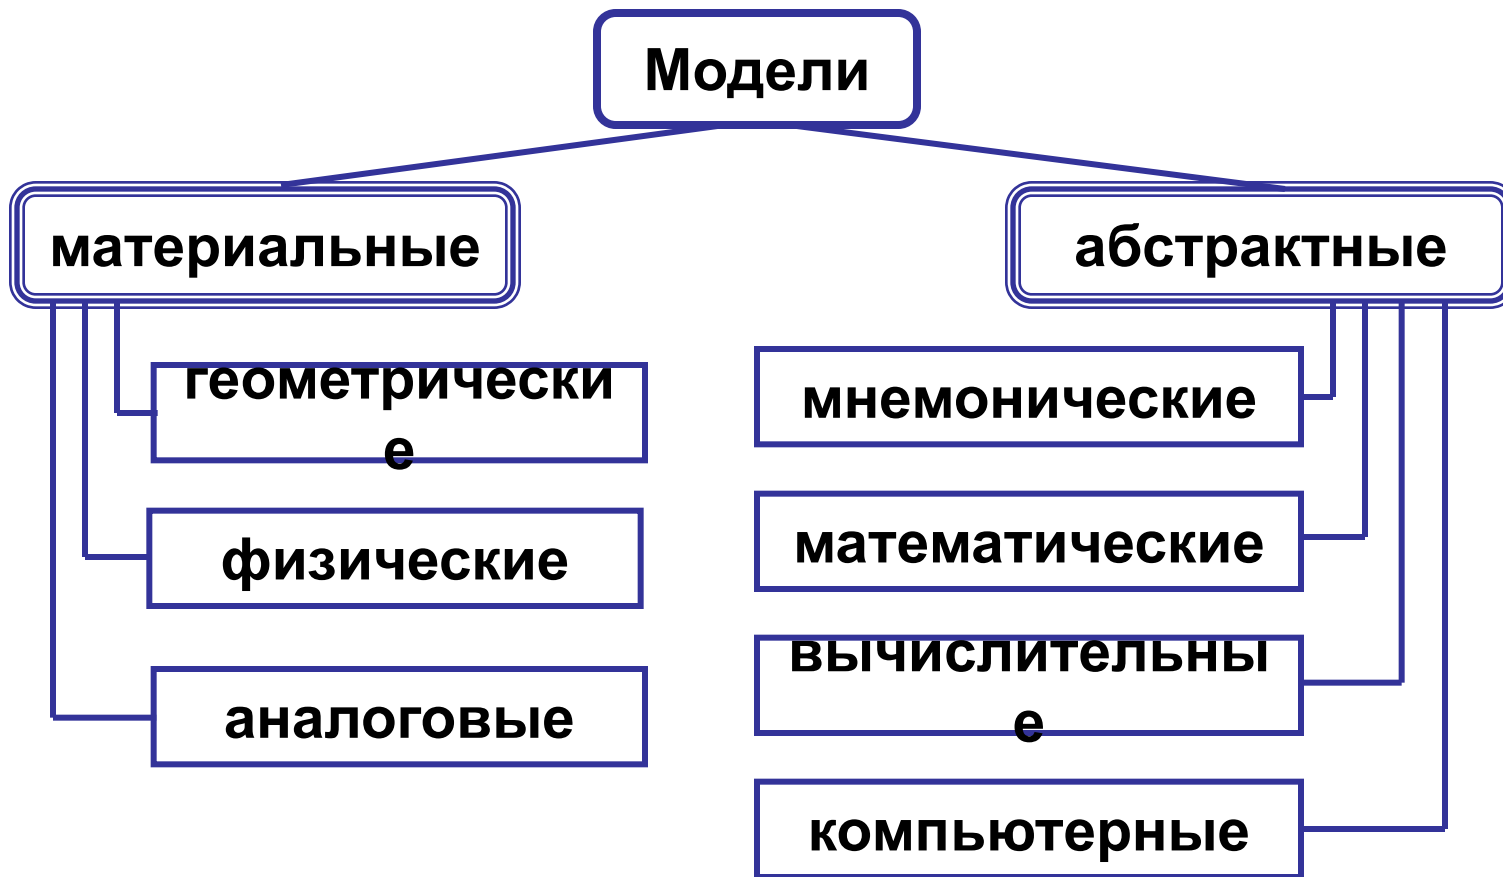 Модели
материальные
абстрактные
геометрически
е
физические
аналоговые
мнемонические
математические
вычислительны
е
компьютерные